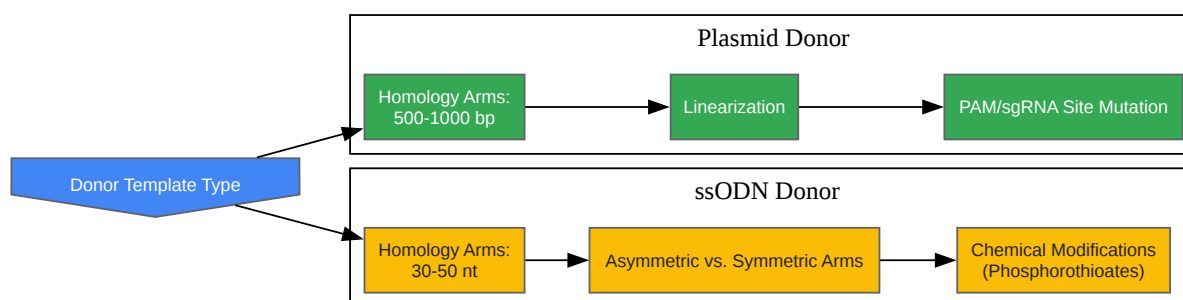 Plasmid Donor
Homology Arms:
500-1000 bp
Linearization
PAM/sgRNA Site Mutation
Donor Template Type
ssODN Donor
Homology Arms:
30-50 nt
Asymmetric vs. Symmetric Arms
Chemical Modifications
(Phosphorothioates)